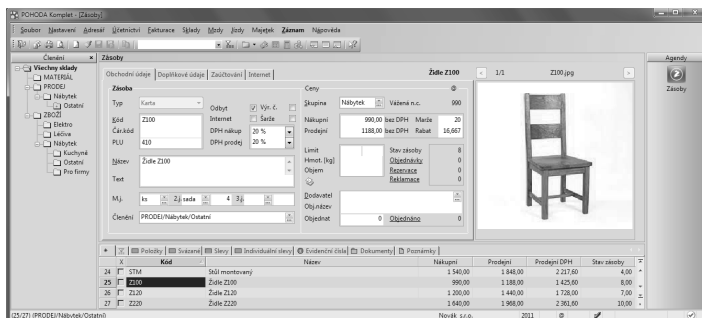 POHODA Komplet - [Zásoby]
Soubor Nastavení Adresář Účetnictví Fakturace Sklady Mzdy Jízdy Majetek Záznam Nápověda
Členění
Všechny sklady
MATERIÁL
PRODEJ
Nábytek
Ostatní
ZBOŽÍ
Elektro
Léčiva
Nábytek
Kuchyně
Ostatní
Pro firmy
Zásoby
Obchodní údaje Doplňkové údaje Zaúčtování Internet Židle Z100
Zásoba
Typ Karta
Odbyt Výr. č.
Kód Z100 Internet Šarže
Čár.kód DPH nákup 20 %
PLU 410 DPH prodej 20 %
Název Židle Z100
Text
M.j. ks 2.j. sada 4 3.j.
Členění PRODEJ/Nábytek/Ostatní
Ceny @
Skupina Nábytek Vážená n.c. 990
Nákupní 990,00 bez DPH Marže 20
Prodejní 1188,00 bez DPH Rabat 16,667
Limit Stav zásoby 8
Hmot. [kg] Objednávky 0
Objem Rezervace 0
Reklamace 0
Dodavatel
Obj.název
Objednat 0 Objednáno 0
1/1 Z100.jpg
Agendy
Zásoby
Položky Svázané Slevy Individuální slevy Evidenční čísla Dokumenty Poznámky
X Kód Název Nákupní Prodejní Prodejní DPH Stav zásoby
24 STM Stůl montovaný 1 540,00 1 848,00 2 217,60 4,00
25 Z100 Židle Z100 990,00 1 188,00 1 425,60 8,00
26 Z120 Židle Z120 1 200,00 1 440,00 1 728,00 7,00
27 Z220 Židle Z220 1 640,00 1 968,00 2 361,60 10,00
(25/27) (PRODEJ/Nábytek/Ostatní) Novák s.r.o. 2011 @